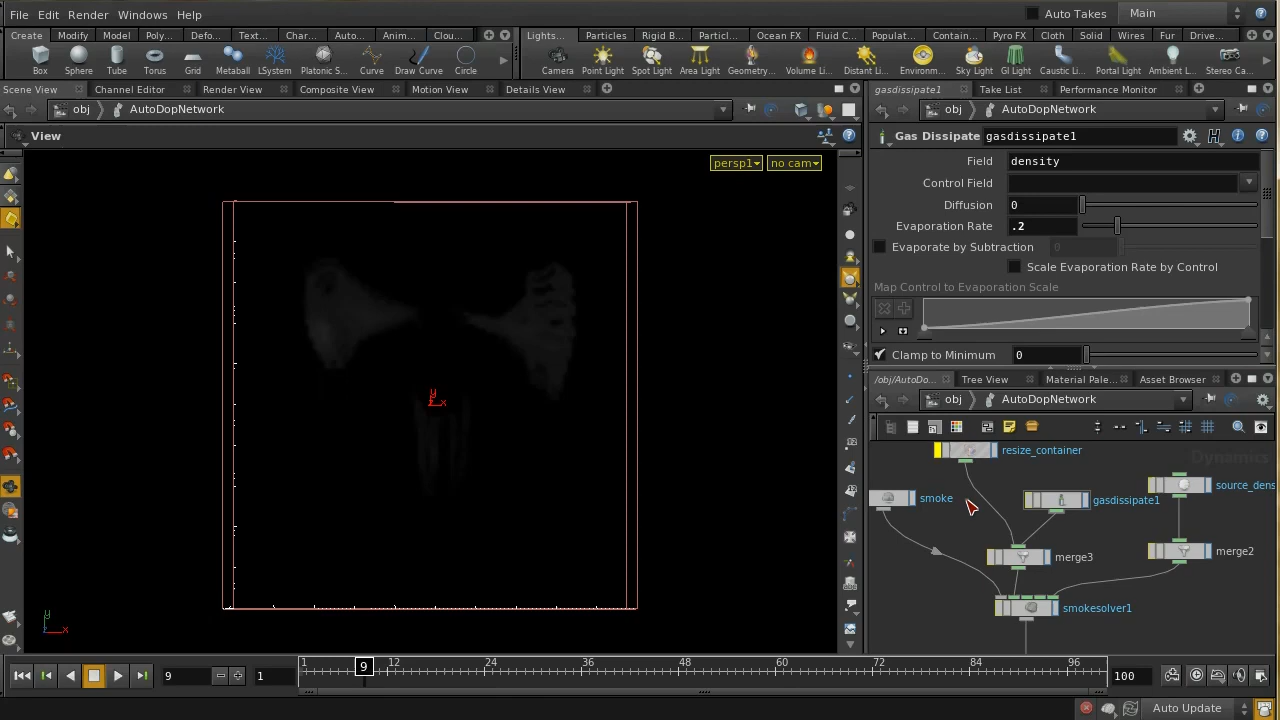 File Edit Render Windows Help
Auto Takes Main
Create Modify Model Poly... Defo... Text... Char... Auto... Anim... Clou...
Lights... Particles Rigid B... Particl... Ocean FX Fluid C... Populat... Contain... Pyro FX Cloth Solid Wires Fur Drive...
Box Sphere Tube Torus Grid Metaball LSystem Platonic S... Curve Draw Curve Circle
Camera Point Light Spot Light Area Light Geometry... Volume Li... Distant Li... Environm... Sky Light GI Light Caustic Li... Portal Light Ambient L... Stereo Ca...
Scene View Channel Editor Render View Composite View Motion View Details View
gasdissipate1 Take List Performance Monitor
obj AutoDopNetwork
obj AutoDopNetwork
View
Gas Dissipate gasdissipate1
persp1 no cam
Field density
Control Field
Diffusion 0
Evaporation Rate .2
Evaporate by Subtraction 0
Scale Evaporation Rate by Control
Map Control to Evaporation Scale
Clamp to Minimum 0
/obj/AutoDo... Tree View Material Pale... Asset Browser
obj AutoDopNetwork
Dynamics
resize_container
source_dens
smoke
gasdissipate1
merge2
merge3
smokesolver1
y
x
y
x
9 1
1 9 12 24 36 48 60 72 84 96
100
Auto Update